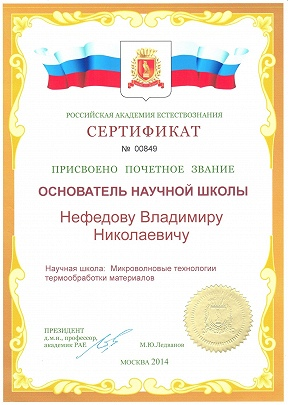 РОССИЙСКАЯ АКАДЕМИЯ ЕСТЕСТВОЗНАНИЯ
СЕРТИФИКАТ
№ 00849
ПРИСВОЕНО ПОЧЕТНОЕ ЗВАНИЕ
ОСНОВАТЕЛЬ НАУЧНОЙ ШКОЛЫ
Нефедову Владимиру
Николаевичу
Научная школа: Микроволновые технологии
термообработки материалов
ПРЕЗИДЕНТ
д.м.н., профессор,
академик РАЕ
М.Ю.Ледванов
МОСКВА 2014